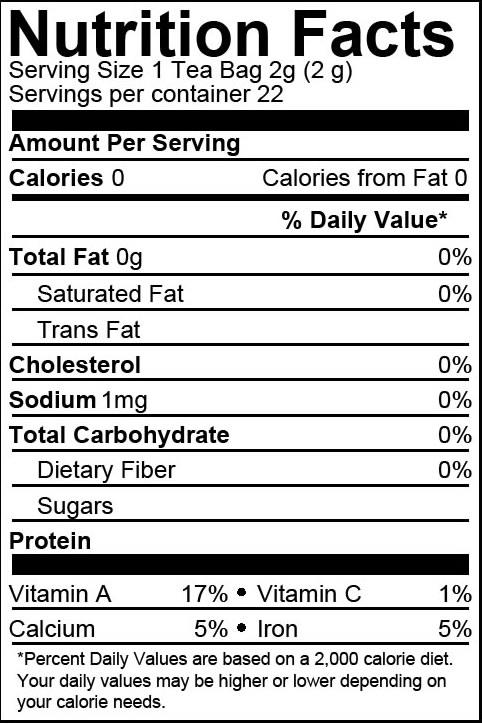 Nutrition Facts
Serving Size 1 Tea Bag 2g (2 g)
Servings per container 22
Amount Per Serving
Calories 0 Calories from Fat 0
% Daily Value*
Total Fat 0g 0%
Saturated Fat 0%
Trans Fat
Cholesterol 0%
Sodium 1mg 0%
Total Carbohydrate 0%
Dietary Fiber 0%
Sugars
Protein
Vitamin A 17% • Vitamin C 1%
Calcium 5% • Iron 5%
*Percent Daily Values are based on a 2,000 calorie diet.
Your daily values may be higher or lower depending on
your calorie needs.